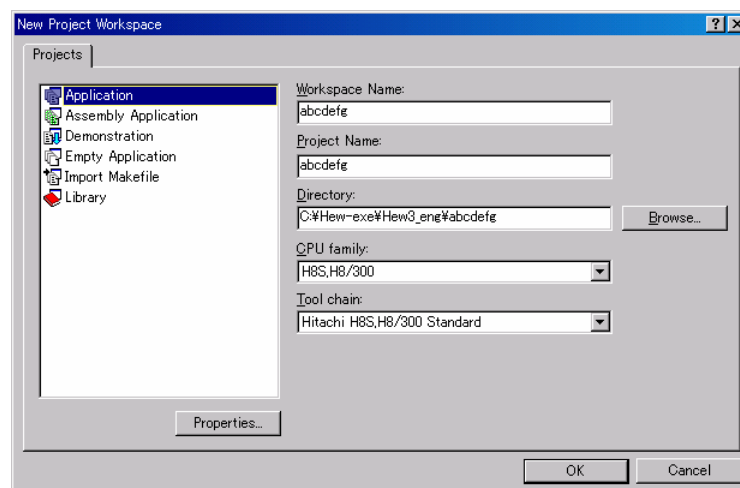 New Project Workspace
Projects
Application
Assembly Application
Demonstration
Empty Application
Import Makefile
Library
Properties...
Workspace Name:
abcdefg
Project Name:
abcdefg
Directory:
C:¥Hew-exe¥Hew3_eng¥abcdefg
Browse...
CPU family:
H8S,H8/300
Tool chain:
Hitachi H8S,H8/300 Standard
OK
Cancel